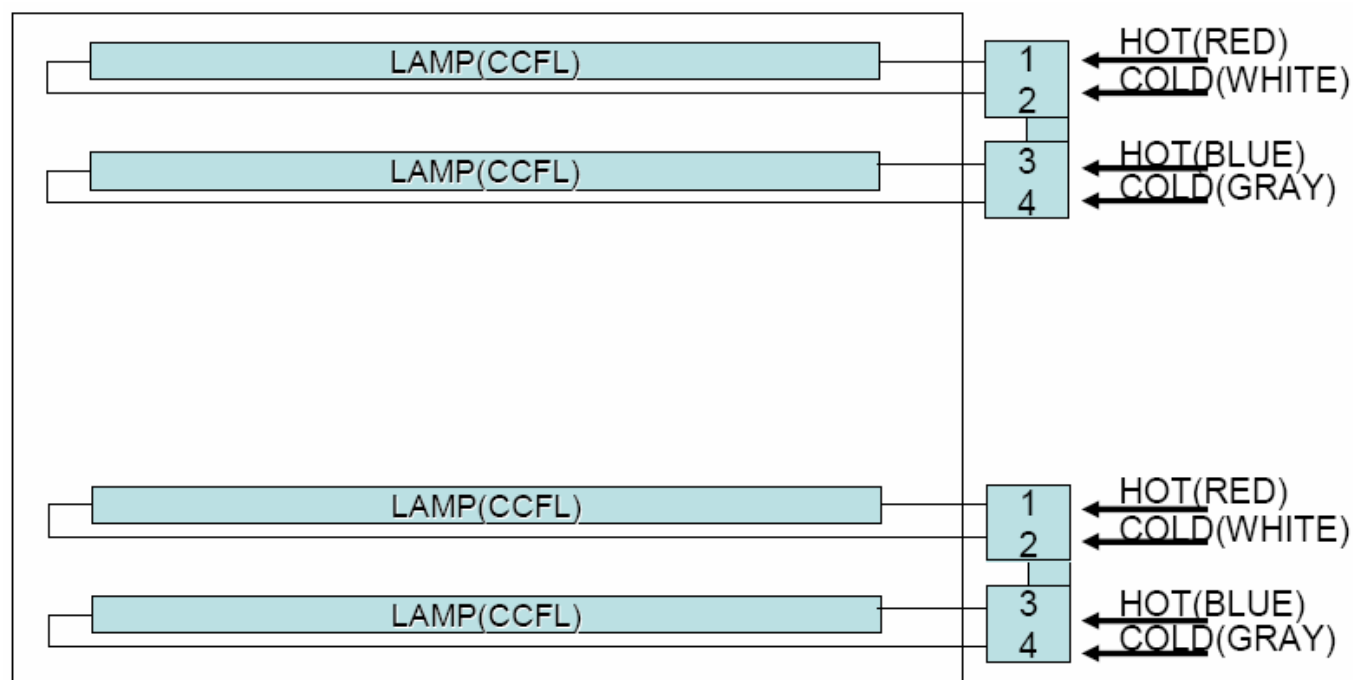 LAMP(CCFL)
1
HOT(RED)
2
COLD(WHITE)
LAMP(CCFL)
3
HOT(BLUE)
4
COLD(GRAY)
LAMP(CCFL)
1
HOT(RED)
2
COLD(WHITE)
LAMP(CCFL)
3
HOT(BLUE)
4
COLD(GRAY)